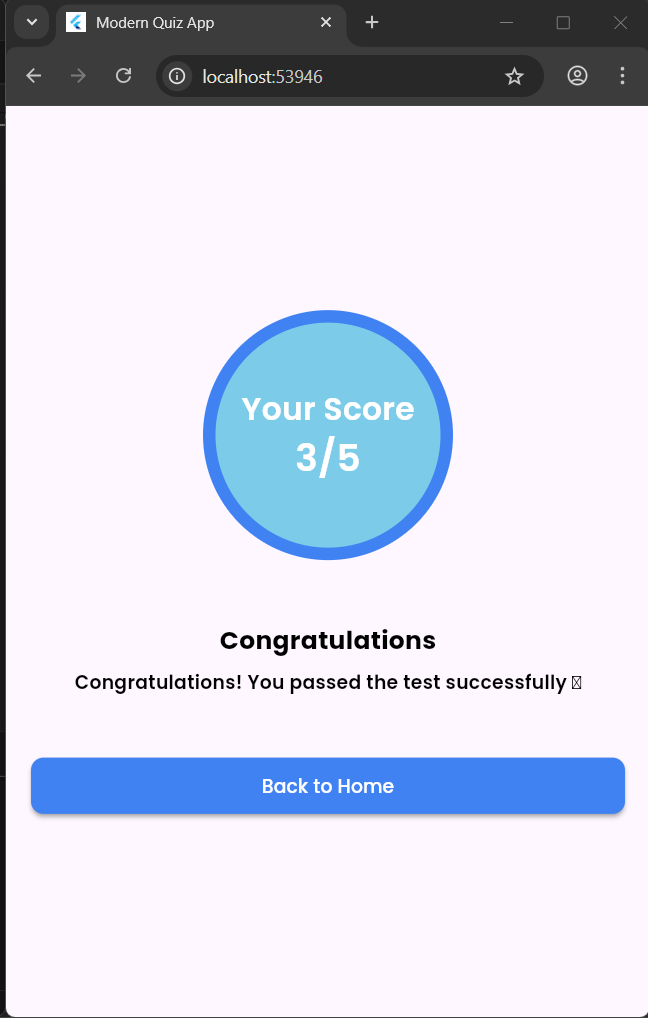 Modern Quiz App
localhost:53946
Your Score
3/5
Congratulations
Congratulations! You passed the test successfully
Back to Home